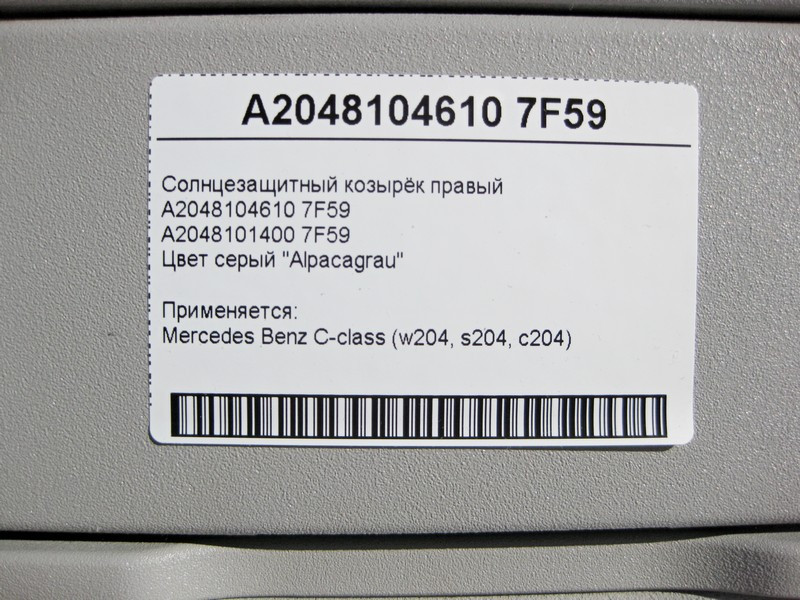 A2048104610 7F59
Солнцезащитный козырёк правый
A2048104610 7F59
A2048101400 7F59
Цвет серый "Alpacagrau"
Применяется:
Mercedes Benz C-class (w204, s204, c204)